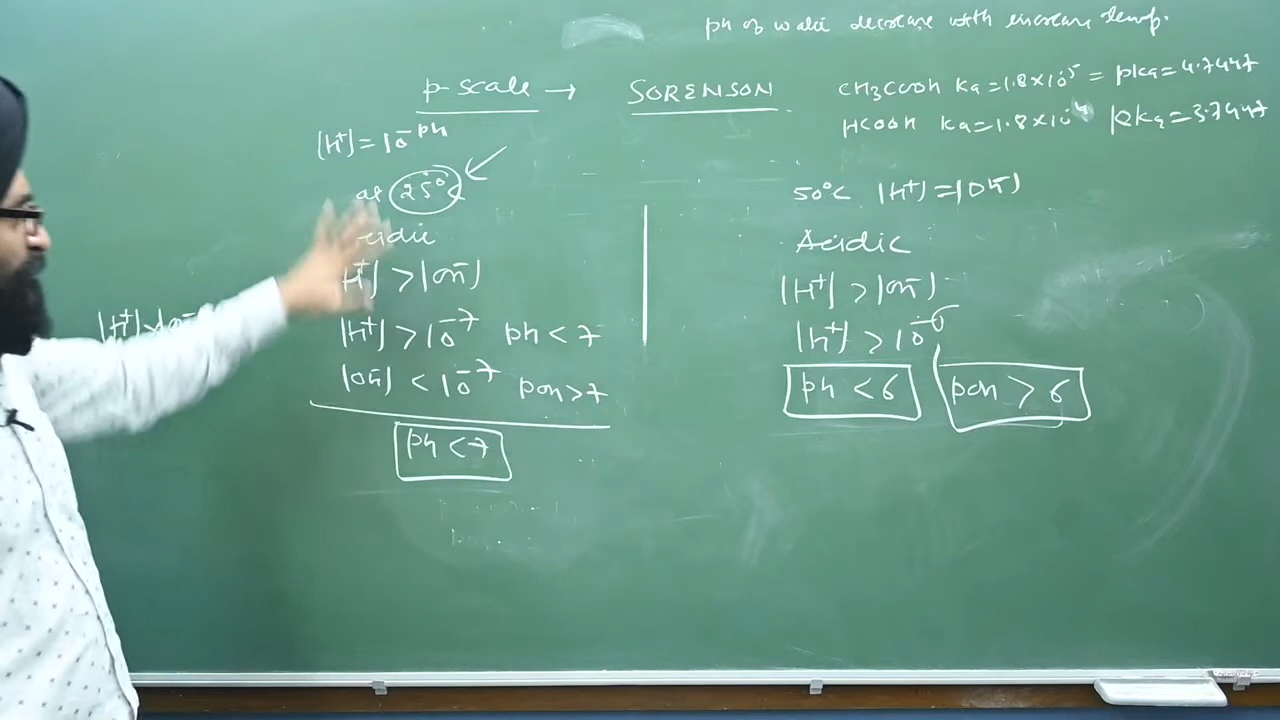 ph of water decrease with increase temp.
p-scale → SORENSON
CH3COOH Ka=1.8×10⁻⁵ = pka=4.7447
HCOOH Ka=1.8×10⁻⁴ pka=3.7447
[H⁺]=10⁻ᵖʰ
at 25°C
cidic
[H⁺] > [OH⁻]
[H⁺] > 10⁻⁷ ph < 7
[OH⁻] < 10⁻⁷ poh > 7
ph < 7
50°C [H⁺] = [OH⁻]
Acidic
[H⁺] > [OH⁻]
[H⁺] > 10⁻⁶
ph < 6 poh > 6
[H⁺]